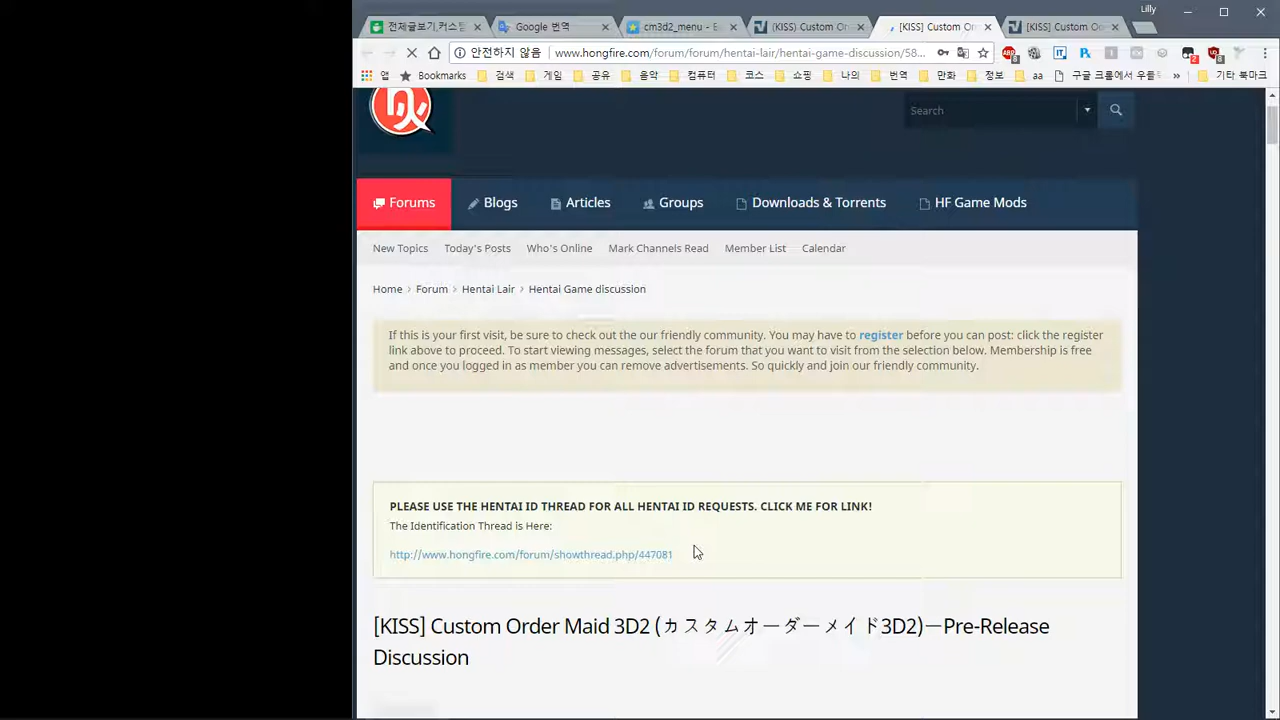 Lilly
전체글보기 , 커스텀
Google 번역
cm3d2_menu - E
[KISS] Custom Or
[KISS] Custom Or
[KISS] Custom Or
안전하지 않음
www.hongfire.com/forum/forum/hentai-lair/hentai-game-discussion/58...
앱
Bookmarks
검색
게임
공유
음악
컴퓨터
코스
쇼핑
나의
번역
만화
정보
aa
구글 크롬에서 우클
»
기타 북마크
Search
Forums
Blogs
Articles
Groups
Downloads & Torrents
HF Game Mods
New Topics
Today's Posts
Who's Online
Mark Channels Read
Member List
Calendar
Home › Forum › Hentai Lair › Hentai Game discussion
If this is your first visit, be sure to check out the our friendly community. You may have to register before you can post: click the register
link above to proceed. To start viewing messages, select the forum that you want to visit from the selection below. Membership is free
and once you logged in as member you can remove advertisements. So quickly and join our friendly community.
PLEASE USE THE HENTAI ID THREAD FOR ALL HENTAI ID REQUESTS. CLICK ME FOR LINK!
The Identification Thread is Here:
http://www.hongfire.com/forum/showthread.php/447081
[KISS] Custom Order Maid 3D2 (カスタムオーダーメイド3D2)－Pre-Release
Discussion